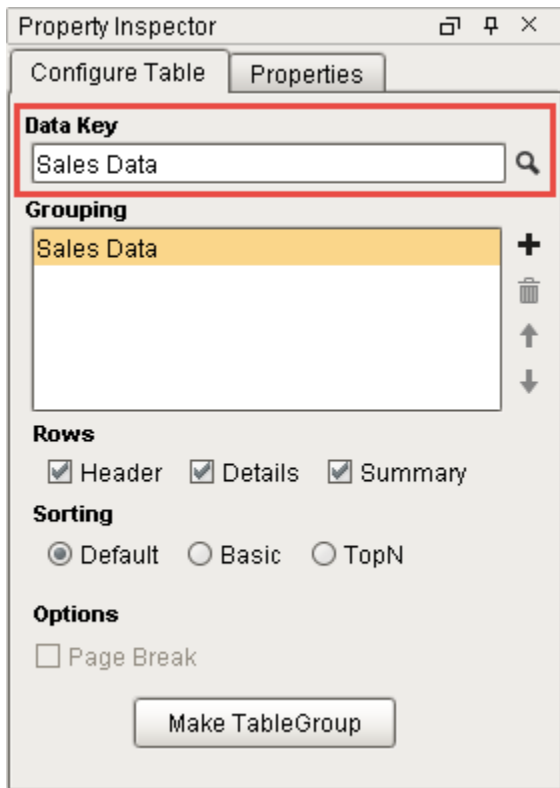 Property Inspector
Configure Table Properties
Data Key
Sales Data
Grouping
Sales Data
Rows
Header Details Summary
Sorting
Default Basic TopN
Options
Page Break
Make TableGroup